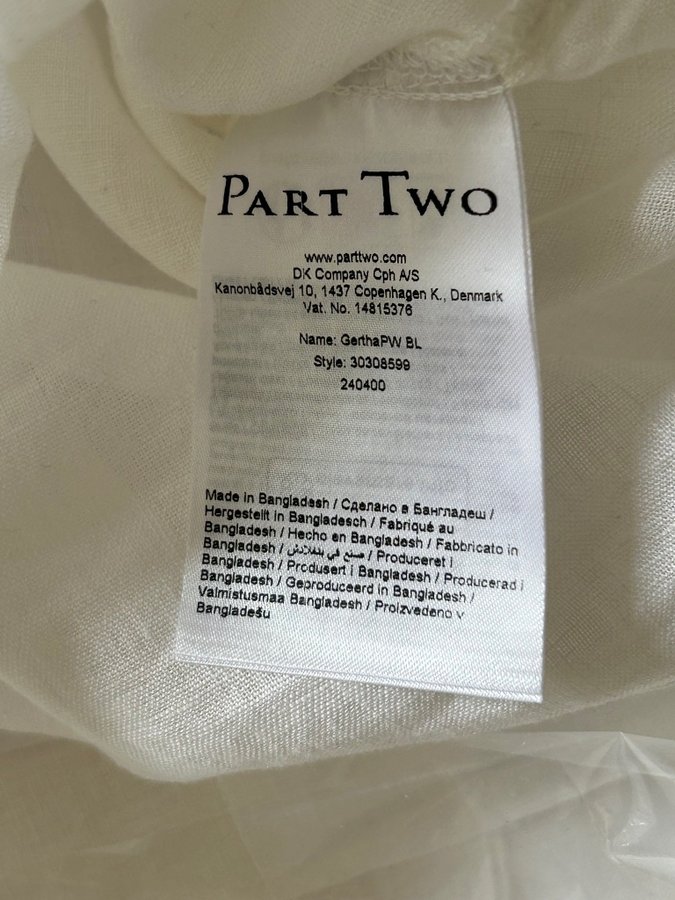 PART TWO
www.parttwo.com
DK Company Cph A/S
Kanonbådsvej 10, 1437 Copenhagen K., Denmark
Vat. No. 14815376
Name: GerthaPW BL
Style: 30308599
240400
Made in Bangladesh / Сделано в Бангладеш /
Hergestellt in Bangladesch / Fabriqué au
Bangladesh / Hecho en Bangladesh / Fabbricato in
Bangladesh / صنع في بنغلادش / Produceret i
Bangladesh / Produsert i Bangladesh / Producerad i
Bangladesh / Geproduceerd in Bangladesh /
Valmistusmaa Bangladesh / Proizvedeno v
Bangladešu